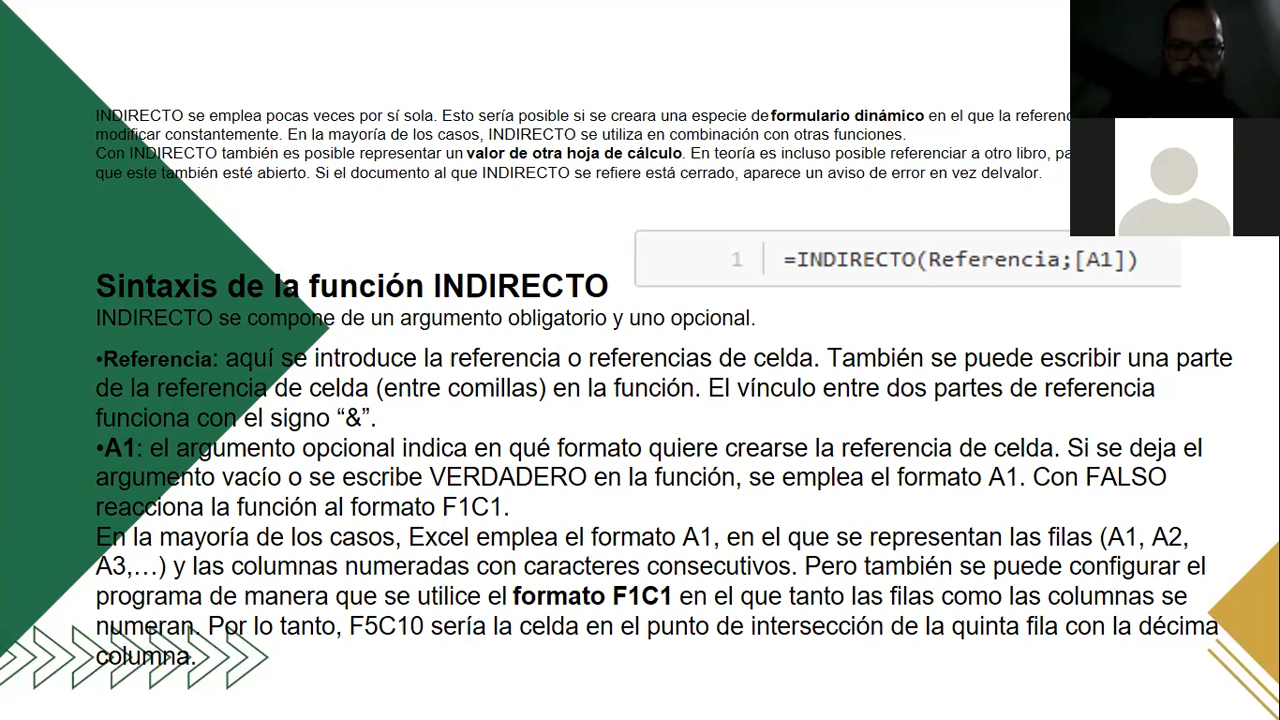 INDIRECTO se emplea pocas veces por sí sola. Esto sería posible si se creara una especie de formulario dinámico en el que la
modificar constantemente. En la mayoría de los casos, INDIRECTO se utiliza en combinación con otras funciones.
Con INDIRECTO también es posible representar un valor de otra hoja de cálculo. En teoría es incluso posible referenciar a otro libro,
que este también esté abierto. Si el documento al que INDIRECTO se refiere está cerrado, aparece un aviso de error en vez delvalor.
1 =INDIRECTO(Referencia;[A1])
Sintaxis de la función INDIRECTO
INDIRECTO se compone de un argumento obligatorio y uno opcional.
•Referencia: aquí se introduce la referencia o referencias de celda. También se puede escribir una parte
de la referencia de celda (entre comillas) en la función. El vínculo entre dos partes de referencia
funciona con el signo “&”.
•A1: el argumento opcional indica en qué formato quiere crearse la referencia de celda. Si se deja el
argumento vacío o se escribe VERDADERO en la función, se emplea el formato A1. Con FALSO
reacciona la función al formato F1C1.
En la mayoría de los casos, Excel emplea el formato A1, en el que se representan las filas (A1, A2,
A3,…) y las columnas numeradas con caracteres consecutivos. Pero también se puede configurar el
programa de manera que se utilice el formato F1C1 en el que tanto las filas como las columnas se
numeran. Por lo tanto, F5C10 sería la celda en el punto de intersección de la quinta fila con la décima
columna.